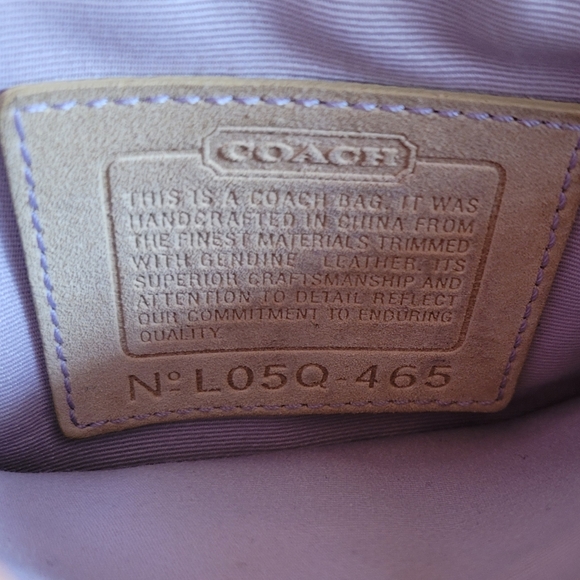 COACH
THIS IS A COACH BAG. IT WAS
HANDCRAFTED IN CHINA FROM
THE FINEST MATERIALS TRIMMED
WITH GENUINE LEATHER. ITS
SUPERIOR CRAFTSMANSHIP AND
ATTENTION TO DETAIL REFLECT
OUR COMMITMENT TO ENDURING
QUALITY.
Nº L05Q-465